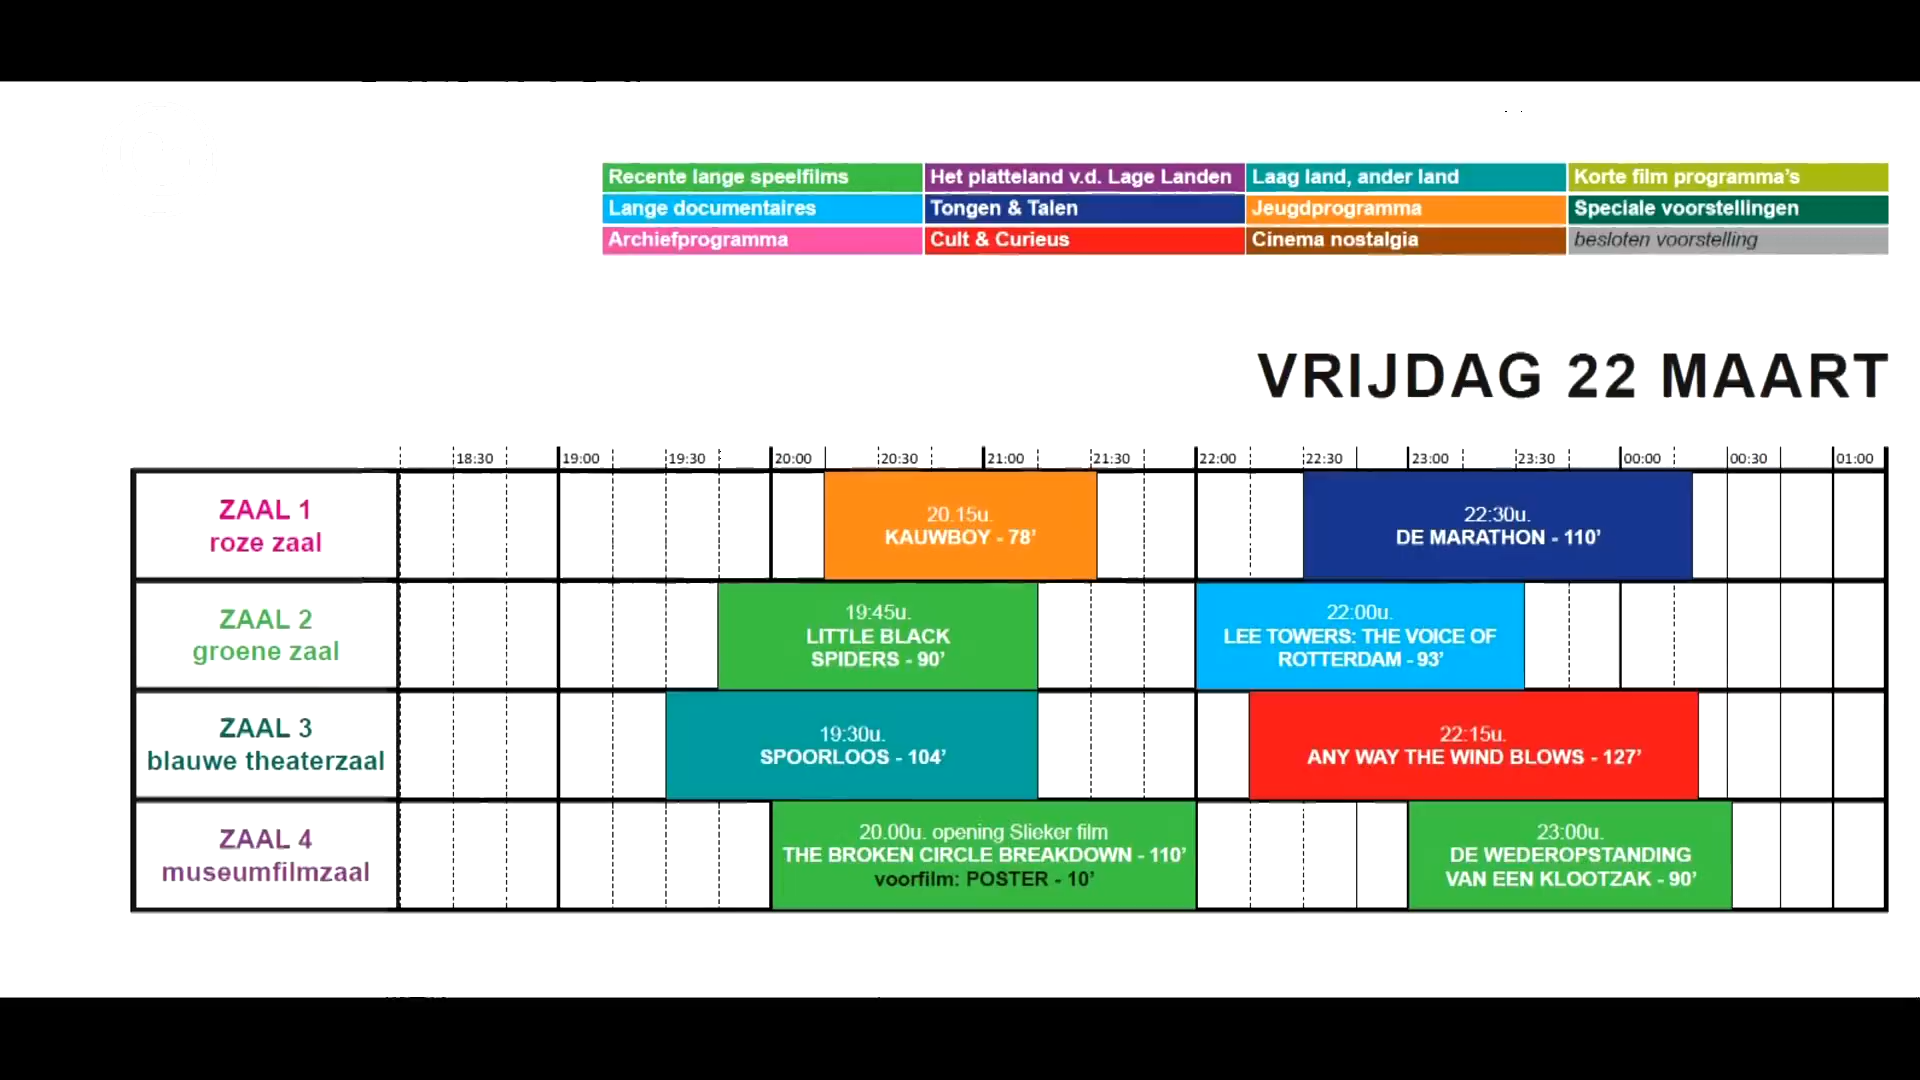 Recente lange speelfilms Het platteland v.d. Lage Landen Laag land, ander land Korte film programma’s
Lange documentaires Tongen & Talen Jeugdprogramma Speciale voorstellingen
Archiefprogramma Cult & Curieus Cinema nostalgia besloten voorstelling
VRIJDAG 22 MAART
18:30 19:00 19:30 20:00 20:30 21:00 21:30 22:00 22:30 23:00 23:30 00:00 00:30 01:00
ZAAL 1
roze zaal
20.15u.
KAUWBOY - 78’
22:30u.
DE MARATHON - 110’
ZAAL 2
groene zaal
19:45u.
LITTLE BLACK
SPIDERS - 90’
22:00u.
LEE TOWERS: THE VOICE OF
ROTTERDAM - 93’
ZAAL 3
blauwe theaterzaal
19:30u.
SPOORLOOS - 104’
22:15u.
ANY WAY THE WIND BLOWS - 127’
ZAAL 4
museumfilmzaal
20.00u. opening Slieker film
THE BROKEN CIRCLE BREAKDOWN - 110’
voorfilm: POSTER - 10’
23:00u.
DE WEDEROPSTANDING
VAN EEN KLOOTZAK - 90’